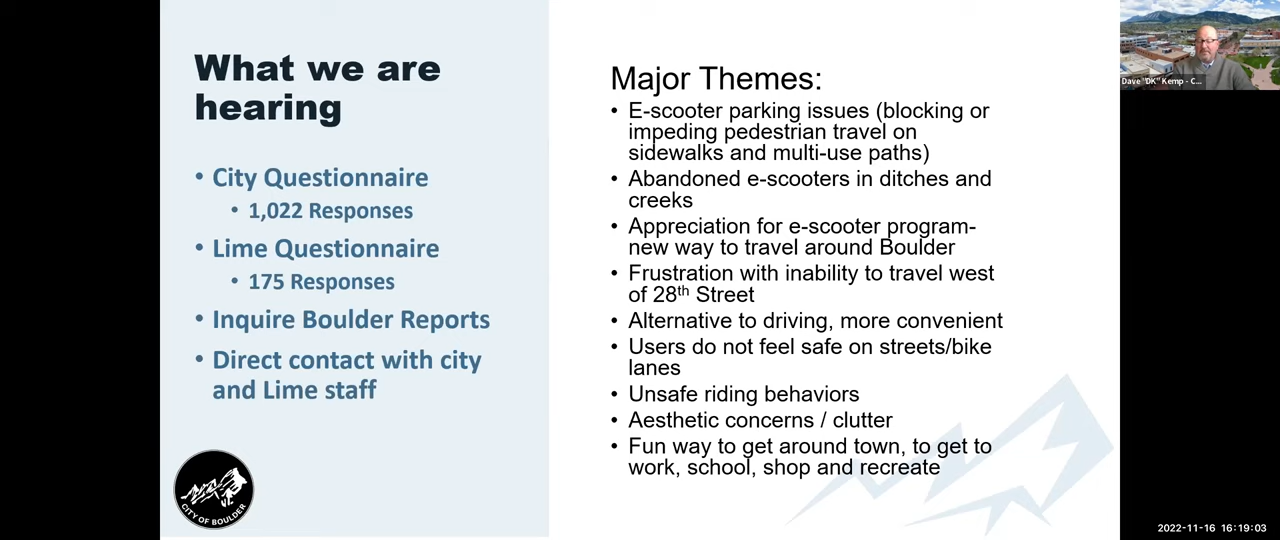 What we are
hearing
• City Questionnaire
• 1,022 Responses
• Lime Questionnaire
• 175 Responses
• Inquire Boulder Reports
• Direct contact with city
and Lime staff
CITY OF BOULDER
Major Themes:
• E-scooter parking issues (blocking or
impeding pedestrian travel on
sidewalks and multi-use paths)
• Abandoned e-scooters in ditches and
creeks
• Appreciation for e-scooter program-
new way to travel around Boulder
• Frustration with inability to travel west
of 28th Street
• Alternative to driving, more convenient
• Users do not feel safe on streets/bike
lanes
• Unsafe riding behaviors
• Aesthetic concerns / clutter
• Fun way to get around town, to get to
work, school, shop and recreate
Dave "DK" Kemp - C...
2022-11-16 16:19:03